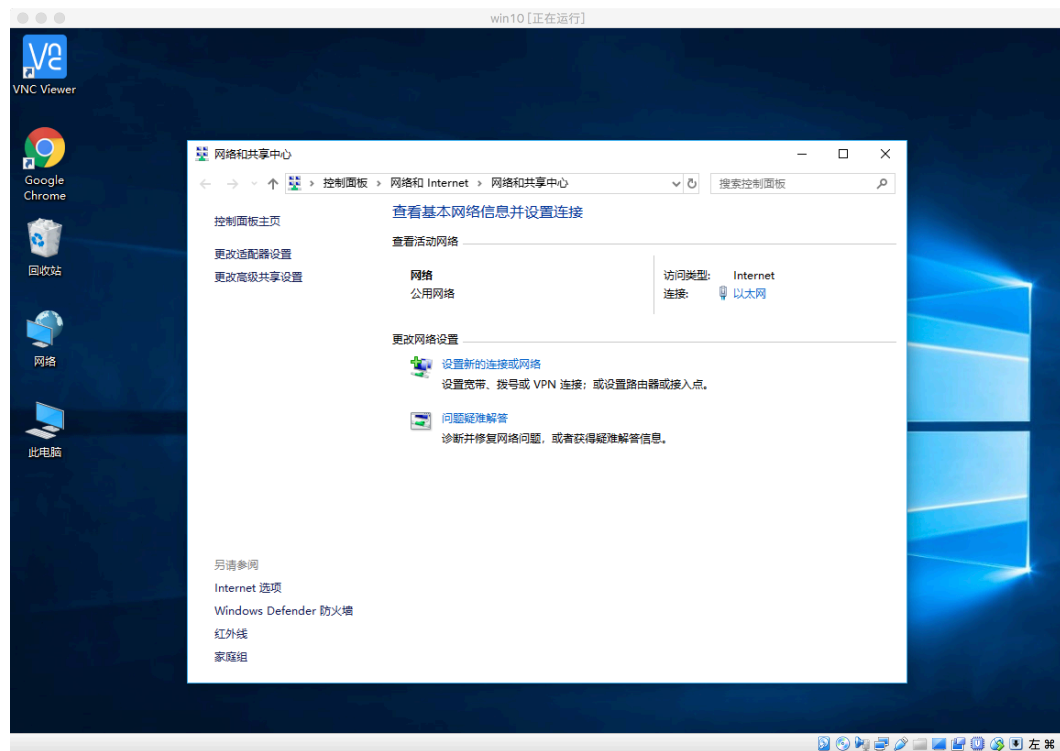 win10 [正在运行]
VNC Viewer
Google
Chrome
回收站
网络
此电脑
网络和共享中心
控制面板 › 网络和 Internet › 网络和共享中心
搜索控制面板
控制面板主页
更改适配器设置
更改高级共享设置
查看基本网络信息并设置连接
查看活动网络
网络
公用网络
访问类型: Internet
连接: 以太网
更改网络设置
设置新的连接或网络
设置宽带、拨号或 VPN 连接；或设置路由器或接入点。
问题疑难解答
诊断并修复网络问题，或者获得疑难解答信息。
另请参阅
Internet 选项
Windows Defender 防火墙
红外线
家庭组
左 ⌘